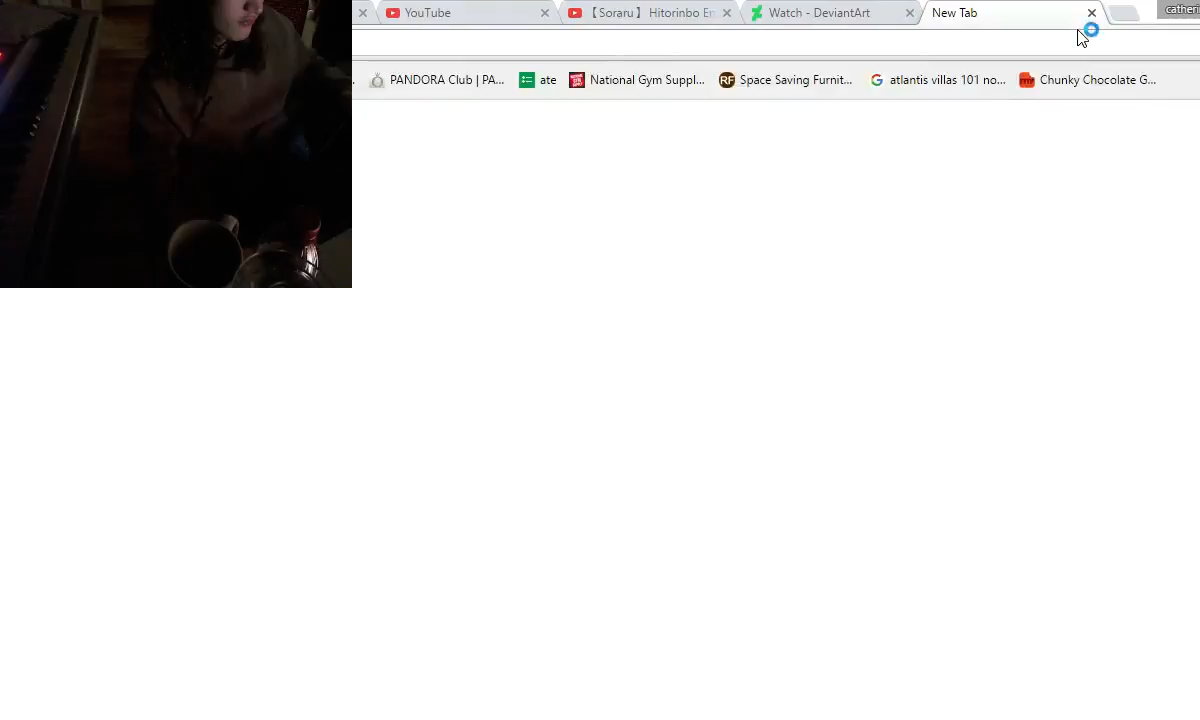 YouTube
【Soraru】Hitorinbo En
Watch - DeviantArt
New Tab
catheri
PANDORA Club | PA...
ate
National Gym Suppl...
Space Saving Furnit...
atlantis villas 101 no...
Chunky Chocolate G...